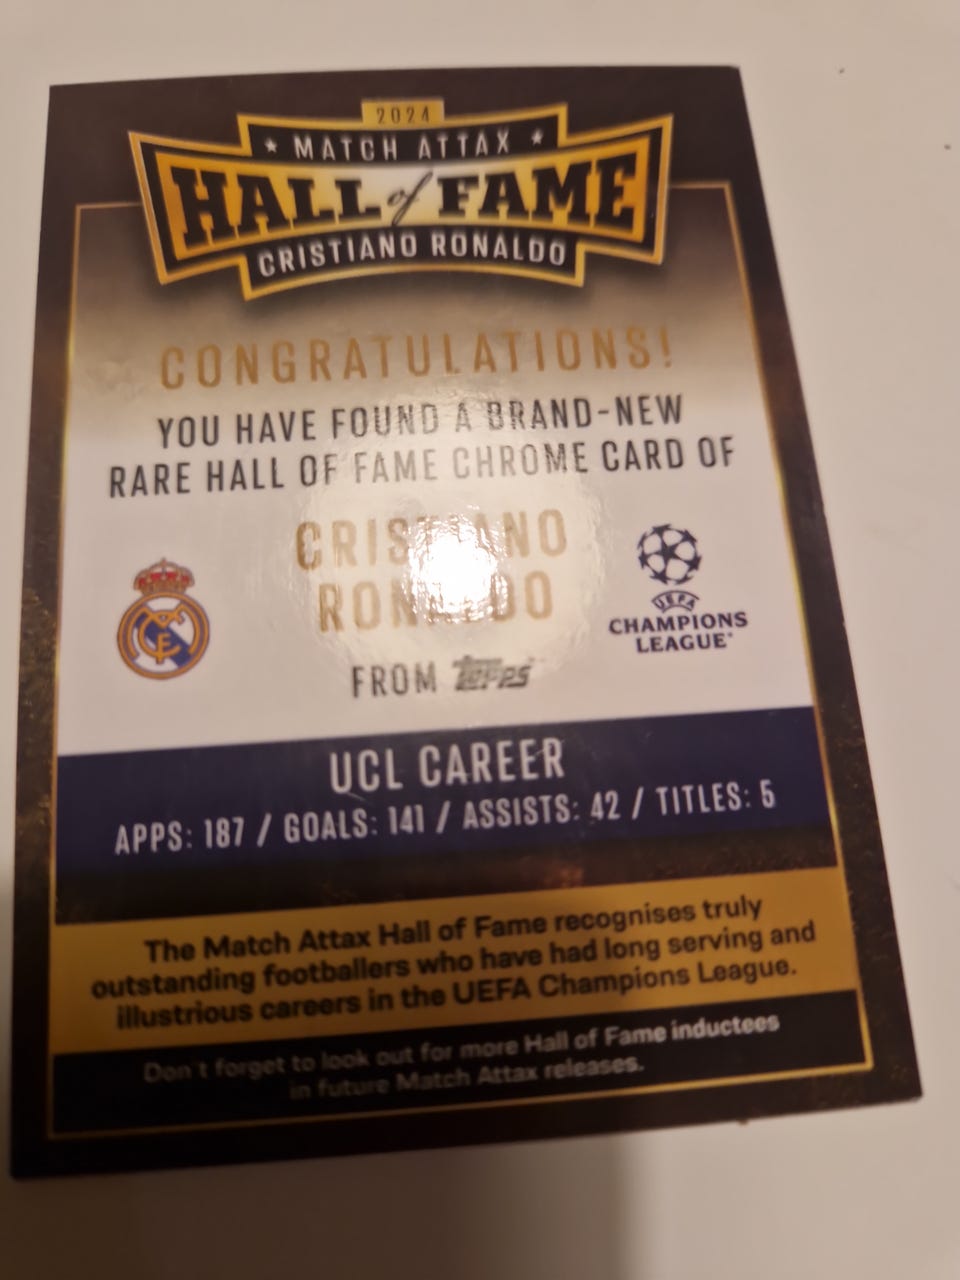 2024
★ MATCH ATTAX ★
HALL of FAME
CRISTIANO RONALDO
CONGRATULATIONS!
YOU HAVE FOUND A BRAND-NEW
RARE HALL OF FAME CHROME CARD OF
CRISTIANO
RONALDO
UEFA
CHAMPIONS
LEAGUE®
FROM Topps
UCL CAREER
APPS: 187 / GOALS: 141 / ASSISTS: 42 / TITLES: 5
The Match Attax Hall of Fame recognises truly
outstanding footballers who have had long serving and
illustrious careers in the UEFA Champions League.
Don't forget to look out for more Hall of Fame inductees
in future Match Attax releases.